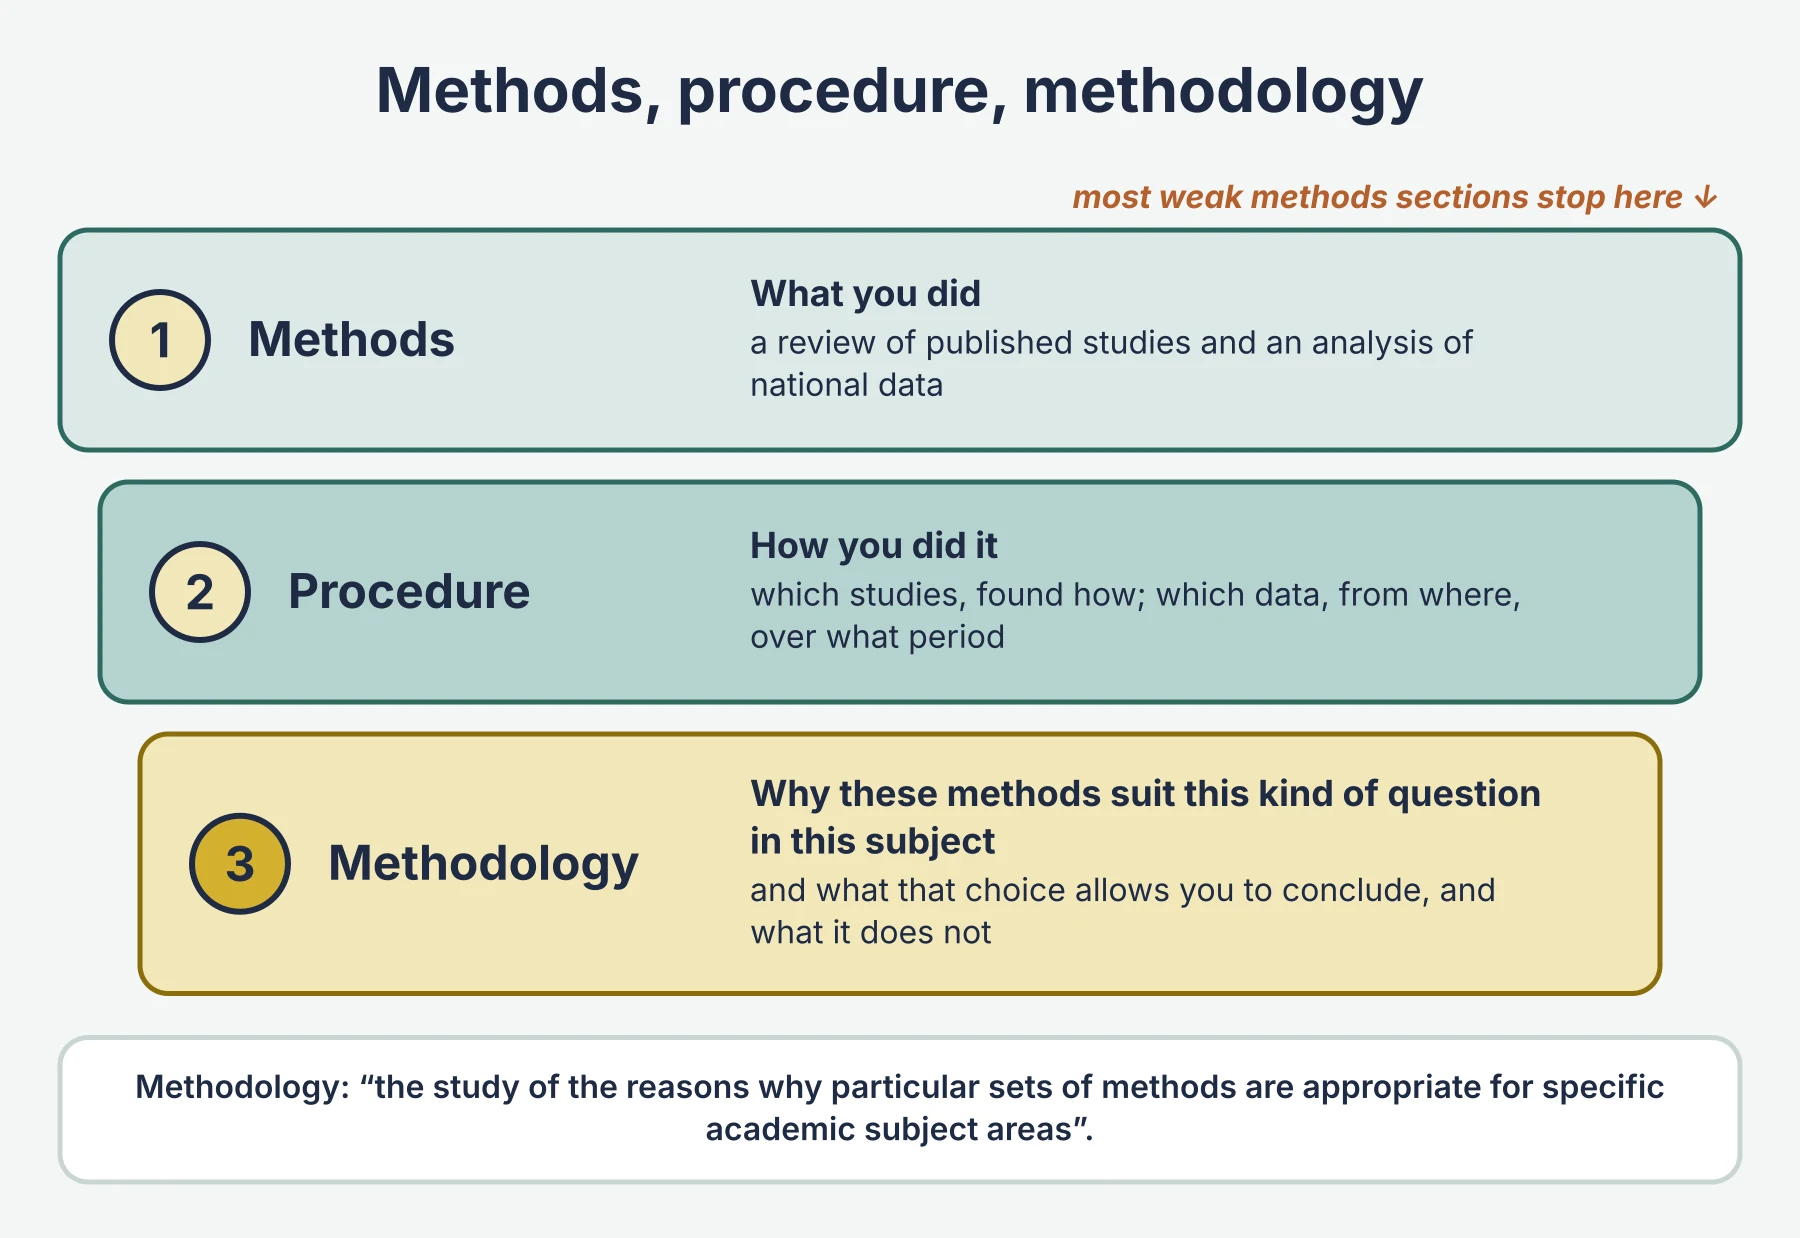 Methods, procedure, methodology
most weak methods sections stop here ↓
1
Methods
What you did
a review of published studies and an analysis of
national data
2
Procedure
How you did it
which studies, found how; which data, from where,
over what period
3
Methodology
Why these methods suit this kind of question
in this subject
and what that choice allows you to conclude, and
what it does not
Methodology: “the study of the reasons why particular sets of methods are appropriate for specific
academic subject areas”.